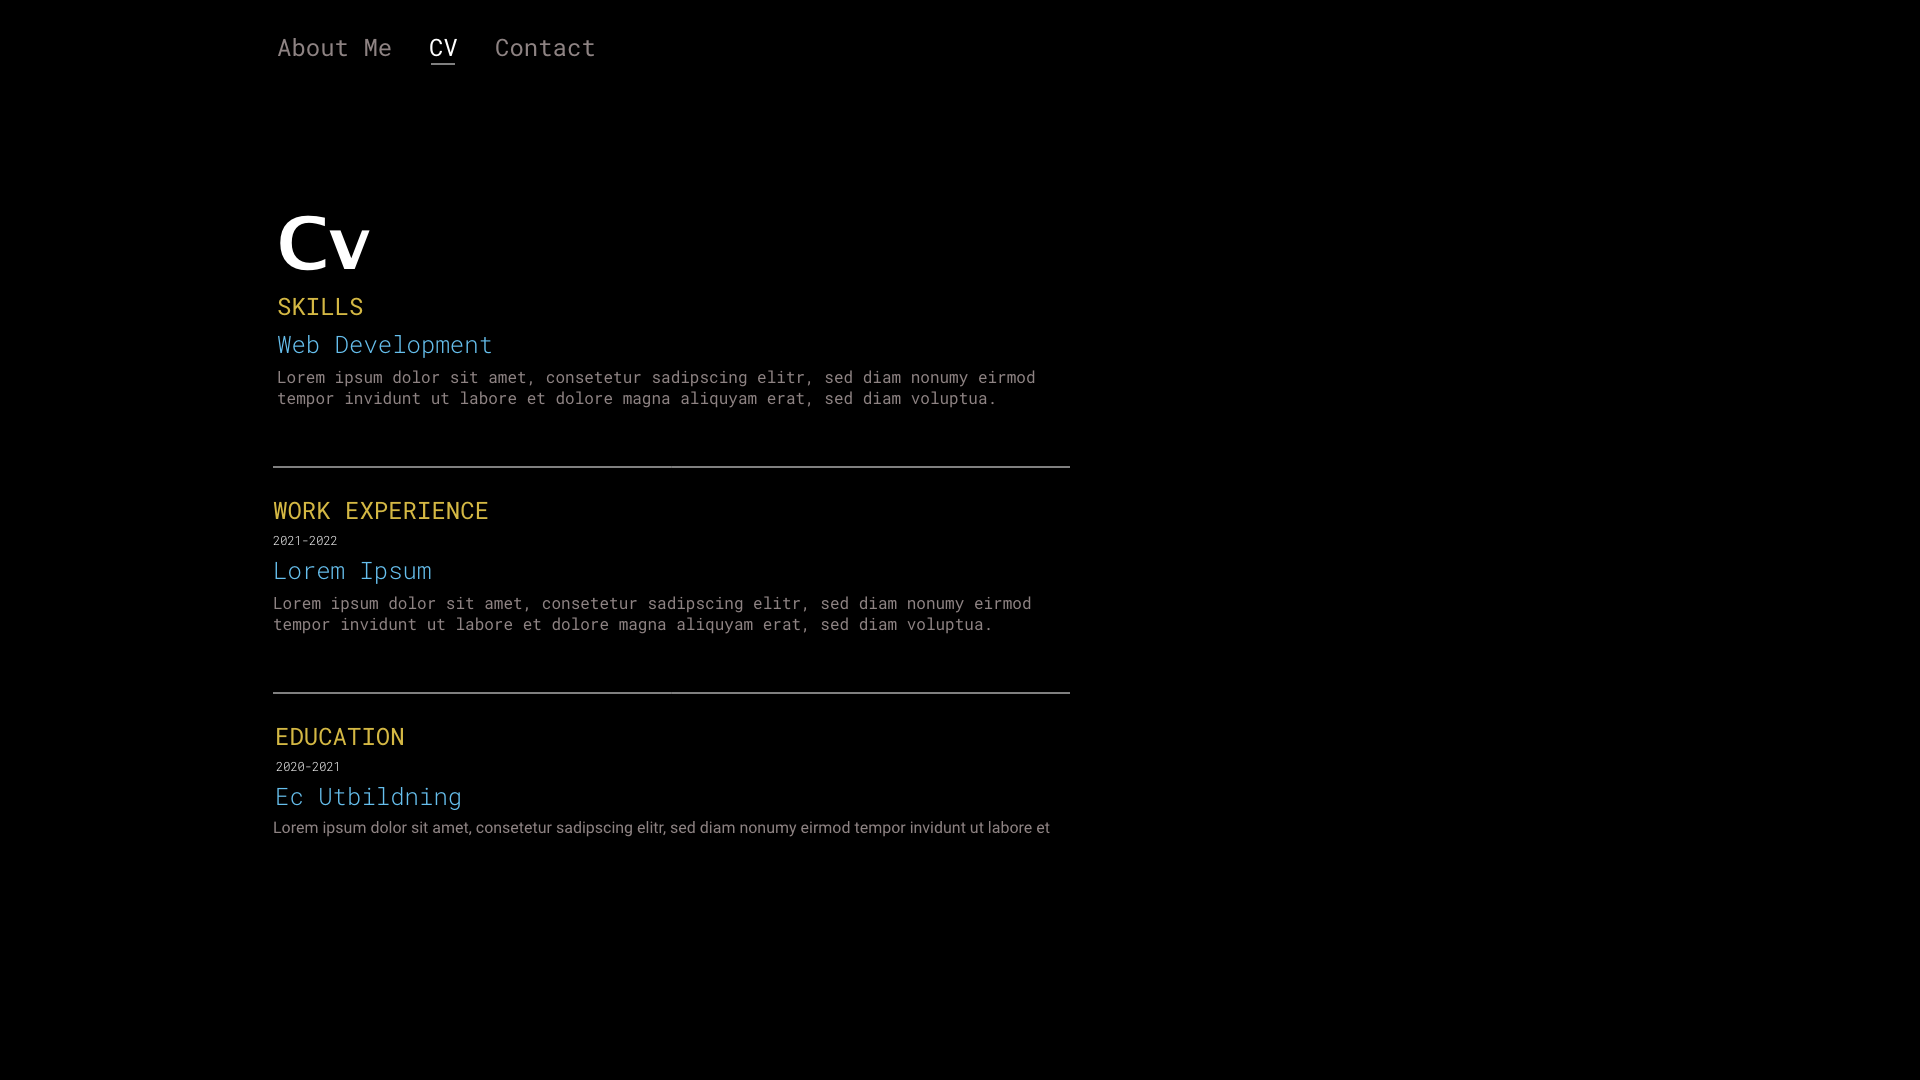 About Me CV Contact
Cv
SKILLS
Web Development
Lorem ipsum dolor sit amet, consetetur sadipscing elitr, sed diam nonumy eirmod
tempor invidunt ut labore et dolore magna aliquyam erat, sed diam voluptua.
WORK EXPERIENCE
2021-2022
Lorem Ipsum
Lorem ipsum dolor sit amet, consetetur sadipscing elitr, sed diam nonumy eirmod
tempor invidunt ut labore et dolore magna aliquyam erat, sed diam voluptua.
EDUCATION
2020-2021
Ec Utbildning
Lorem ipsum dolor sit amet, consetetur sadipscing elitr, sed diam nonumy eirmod tempor invidunt ut labore et